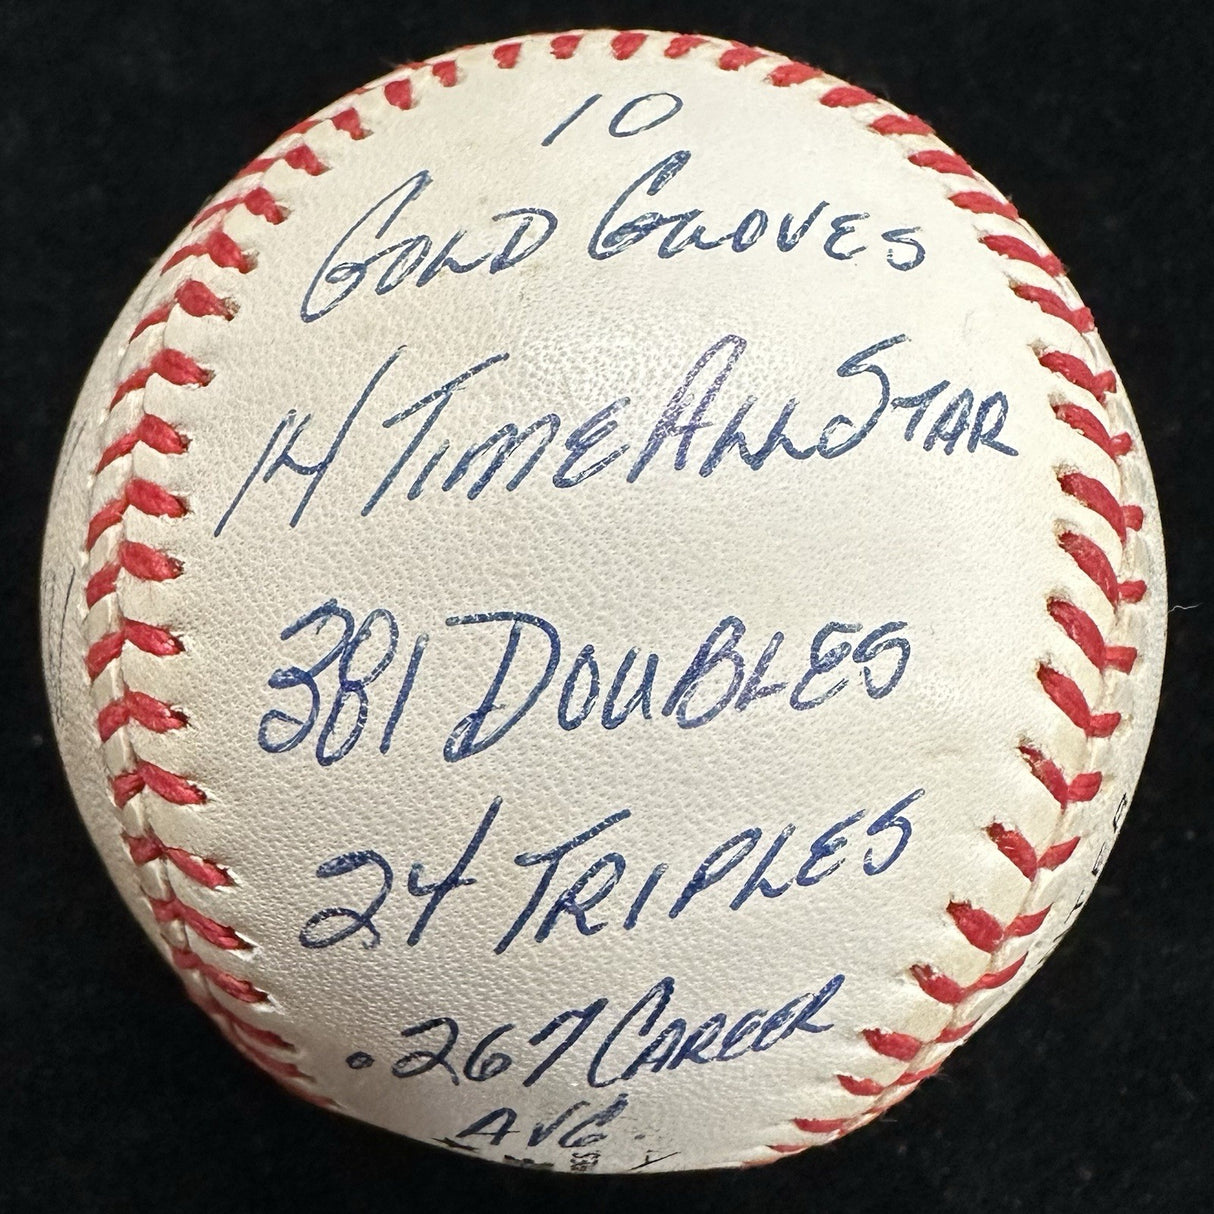 10
GOLD GLOVES
14 TIME ALL STAR
381 DOUBLES
24 TRIPLES
.267 CAREER
AVG